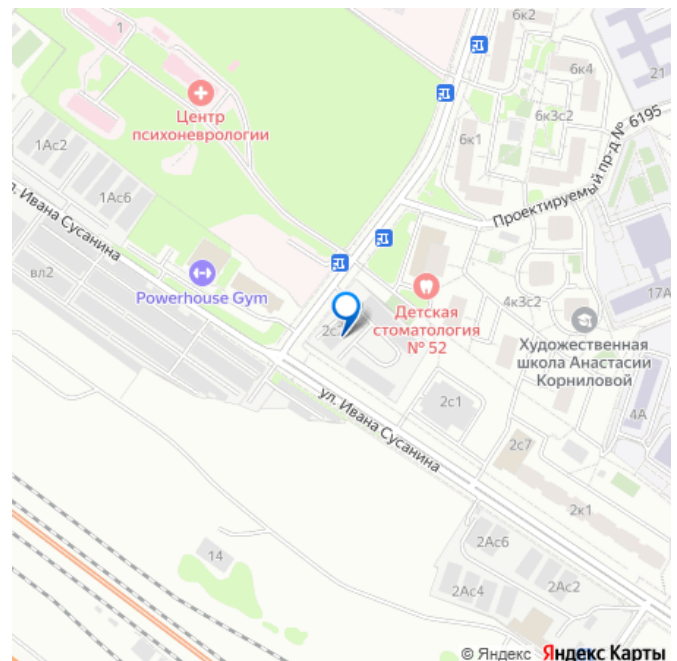 1
6к2
6к4
21
Центр
психоневрологии
6к3с2
1Ас2
6к1
Проектируемый пр-д № 6195
1Ас6
ул. Ивана Сусанина
вл2
Powerhouse Gym
17А
4к3с2
Детская
стоматология
№ 52
Художественная
школа Анастасии
Корниловой
ул. Ивана Сусанина
2с1
4А
2с7
2к1
2Ас6
14
2Ас4
2Ас2
© Яндекс Яндекс Карты